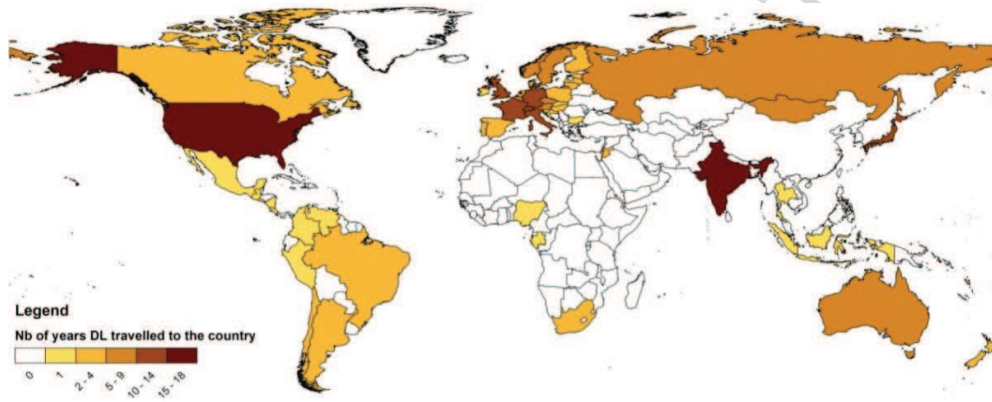 Legend
Nb of years DL travelled to the country
0
1
2 - 4
5 - 9
10 - 14
15 - 18